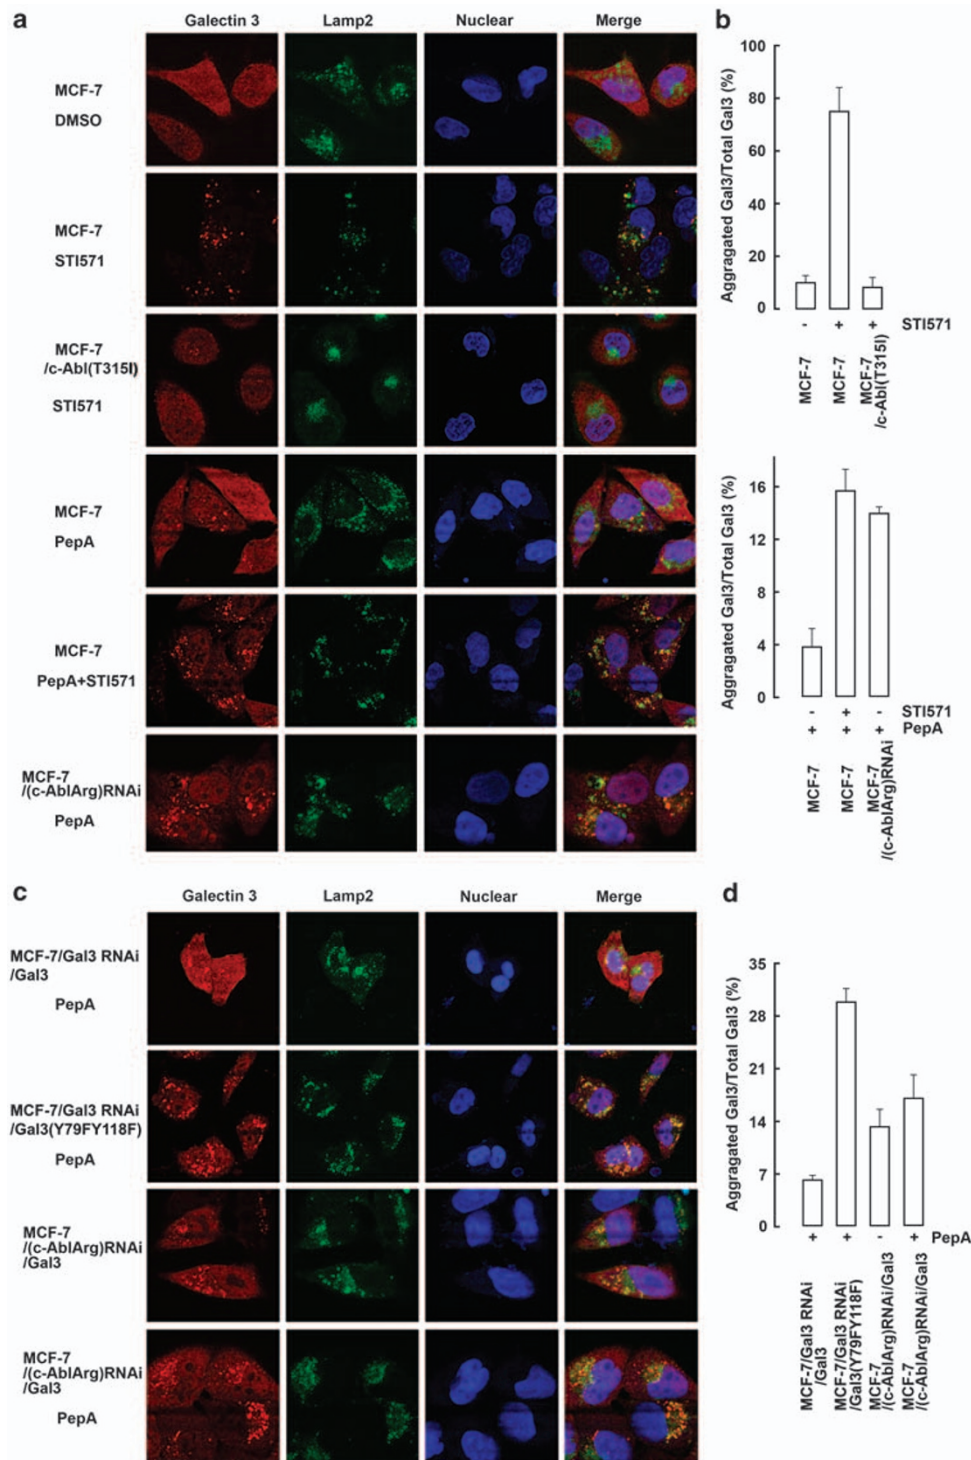 a
Galectin 3 Lamp2 Nuclear Merge
MCF-7
DMSO
MCF-7
STI571
MCF-7
/c-Abl(T315I)
STI571
MCF-7
PepA
MCF-7
PepA+STI571
MCF-7
/(c-AblArg)RNAi
PepA
b
Aggragated Gal3/Total Gal3 (%)
100
80
60
40
20
0
- + + STI571
MCF-7
MCF-7
MCF-7
/c-Abl(T315I)
Aggragated Gal3/Total Gal3 (%)
16
12
8
4
0
- + - STI571
+ + + PepA
MCF-7
MCF-7
MCF-7
/(c-AblArg)RNAi
c
Galectin 3 Lamp2 Nuclear Merge
MCF-7/Gal3 RNAi
/Gal3
PepA
MCF-7/Gal3 RNAi
/Gal3(Y79FY118F)
PepA
MCF-7
/(c-AblArg)RNAi
/Gal3
MCF-7
/(c-AblArg)RNAi
/Gal3
PepA
d
Aggragated Gal3/Total Gal3 (%)
35
28
21
14
7
0
+ + - + PepA
MCF-7/Gal3 RNAi
/Gal3
MCF-7/Gal3 RNAi
/Gal3(Y79FY118F)
MCF-7
/(c-AblArg)RNAi/Gal3
MCF-7
/(c-AblArg)RNAi/Gal3